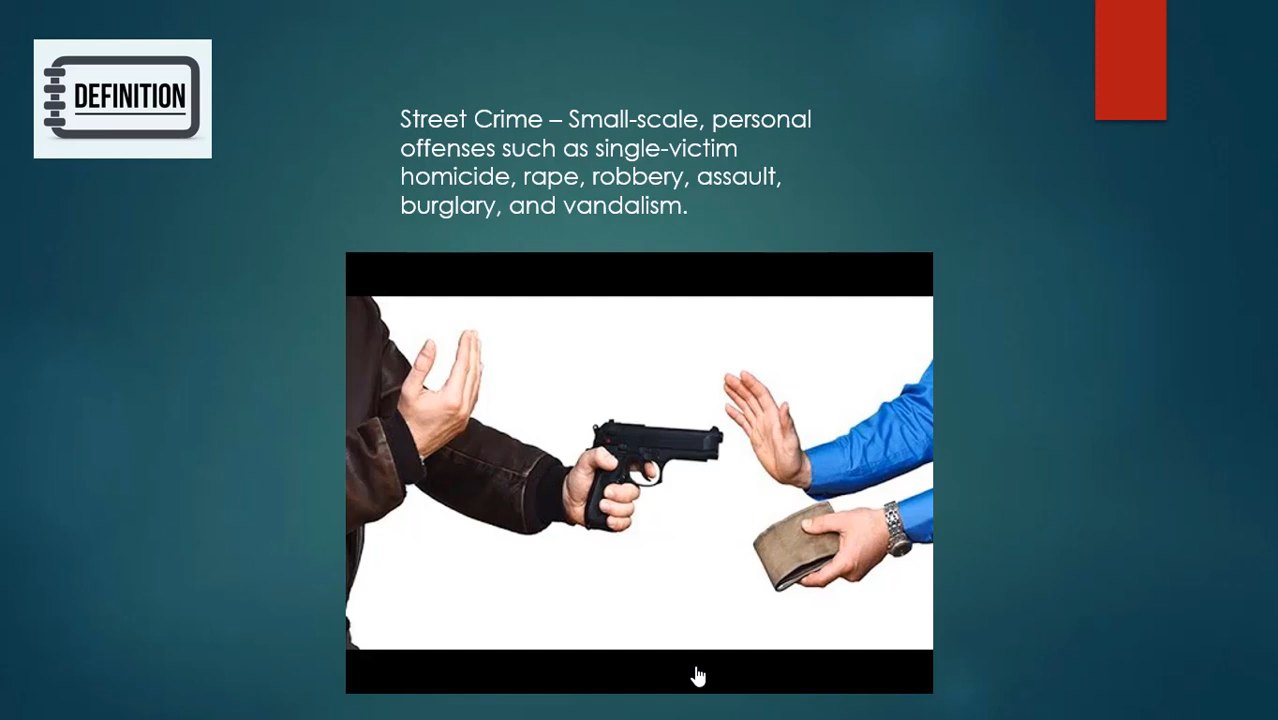 DEFINITION
Street Crime – Small-scale, personal
offenses such as single-victim
homicide, rape, robbery, assault,
burglary, and vandalism.